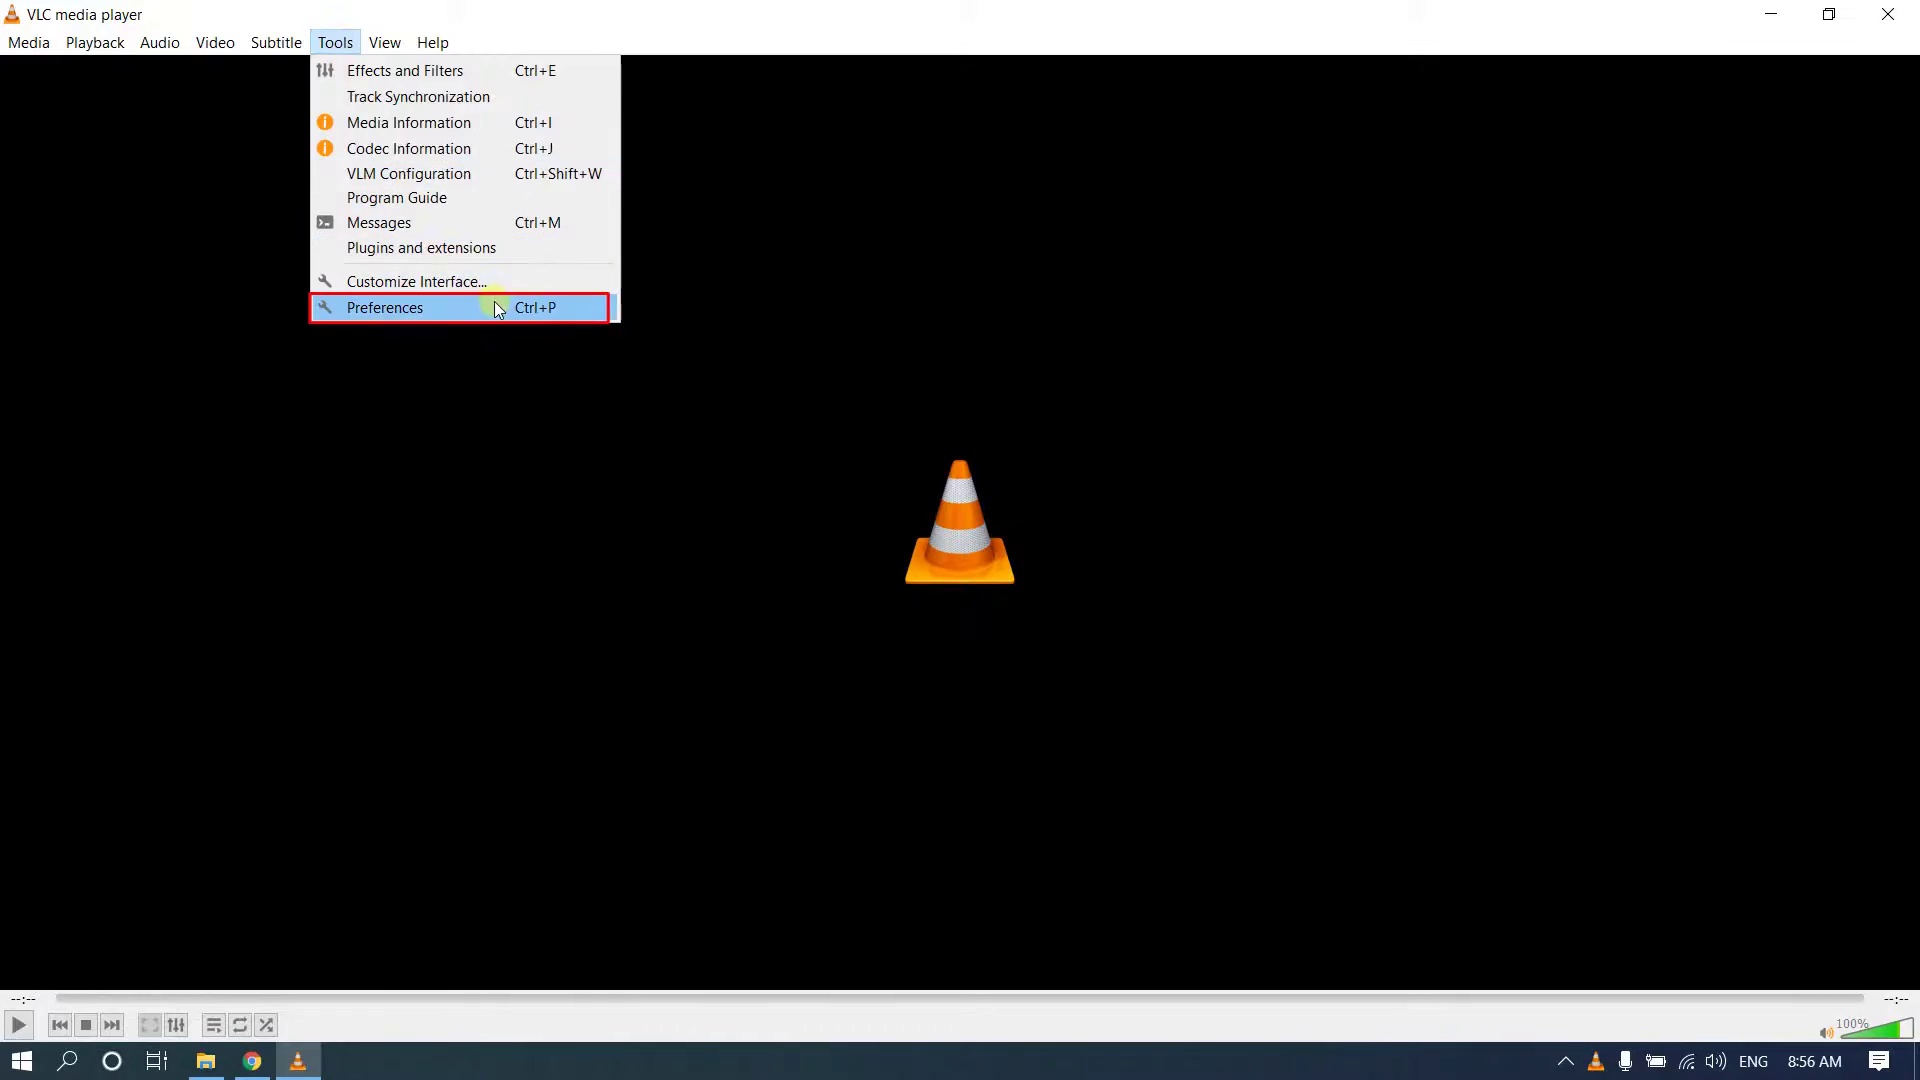 VLC media player
Media Playback Audio Video Subtitle Tools View Help
Effects and Filters Ctrl+E
Track Synchronization
Media Information Ctrl+I
Codec Information Ctrl+J
VLM Configuration Ctrl+Shift+W
Program Guide
Messages Ctrl+M
Plugins and extensions
Customize Interface...
Preferences Ctrl+P
--:-- --:--
100%
ENG 8:56 AM